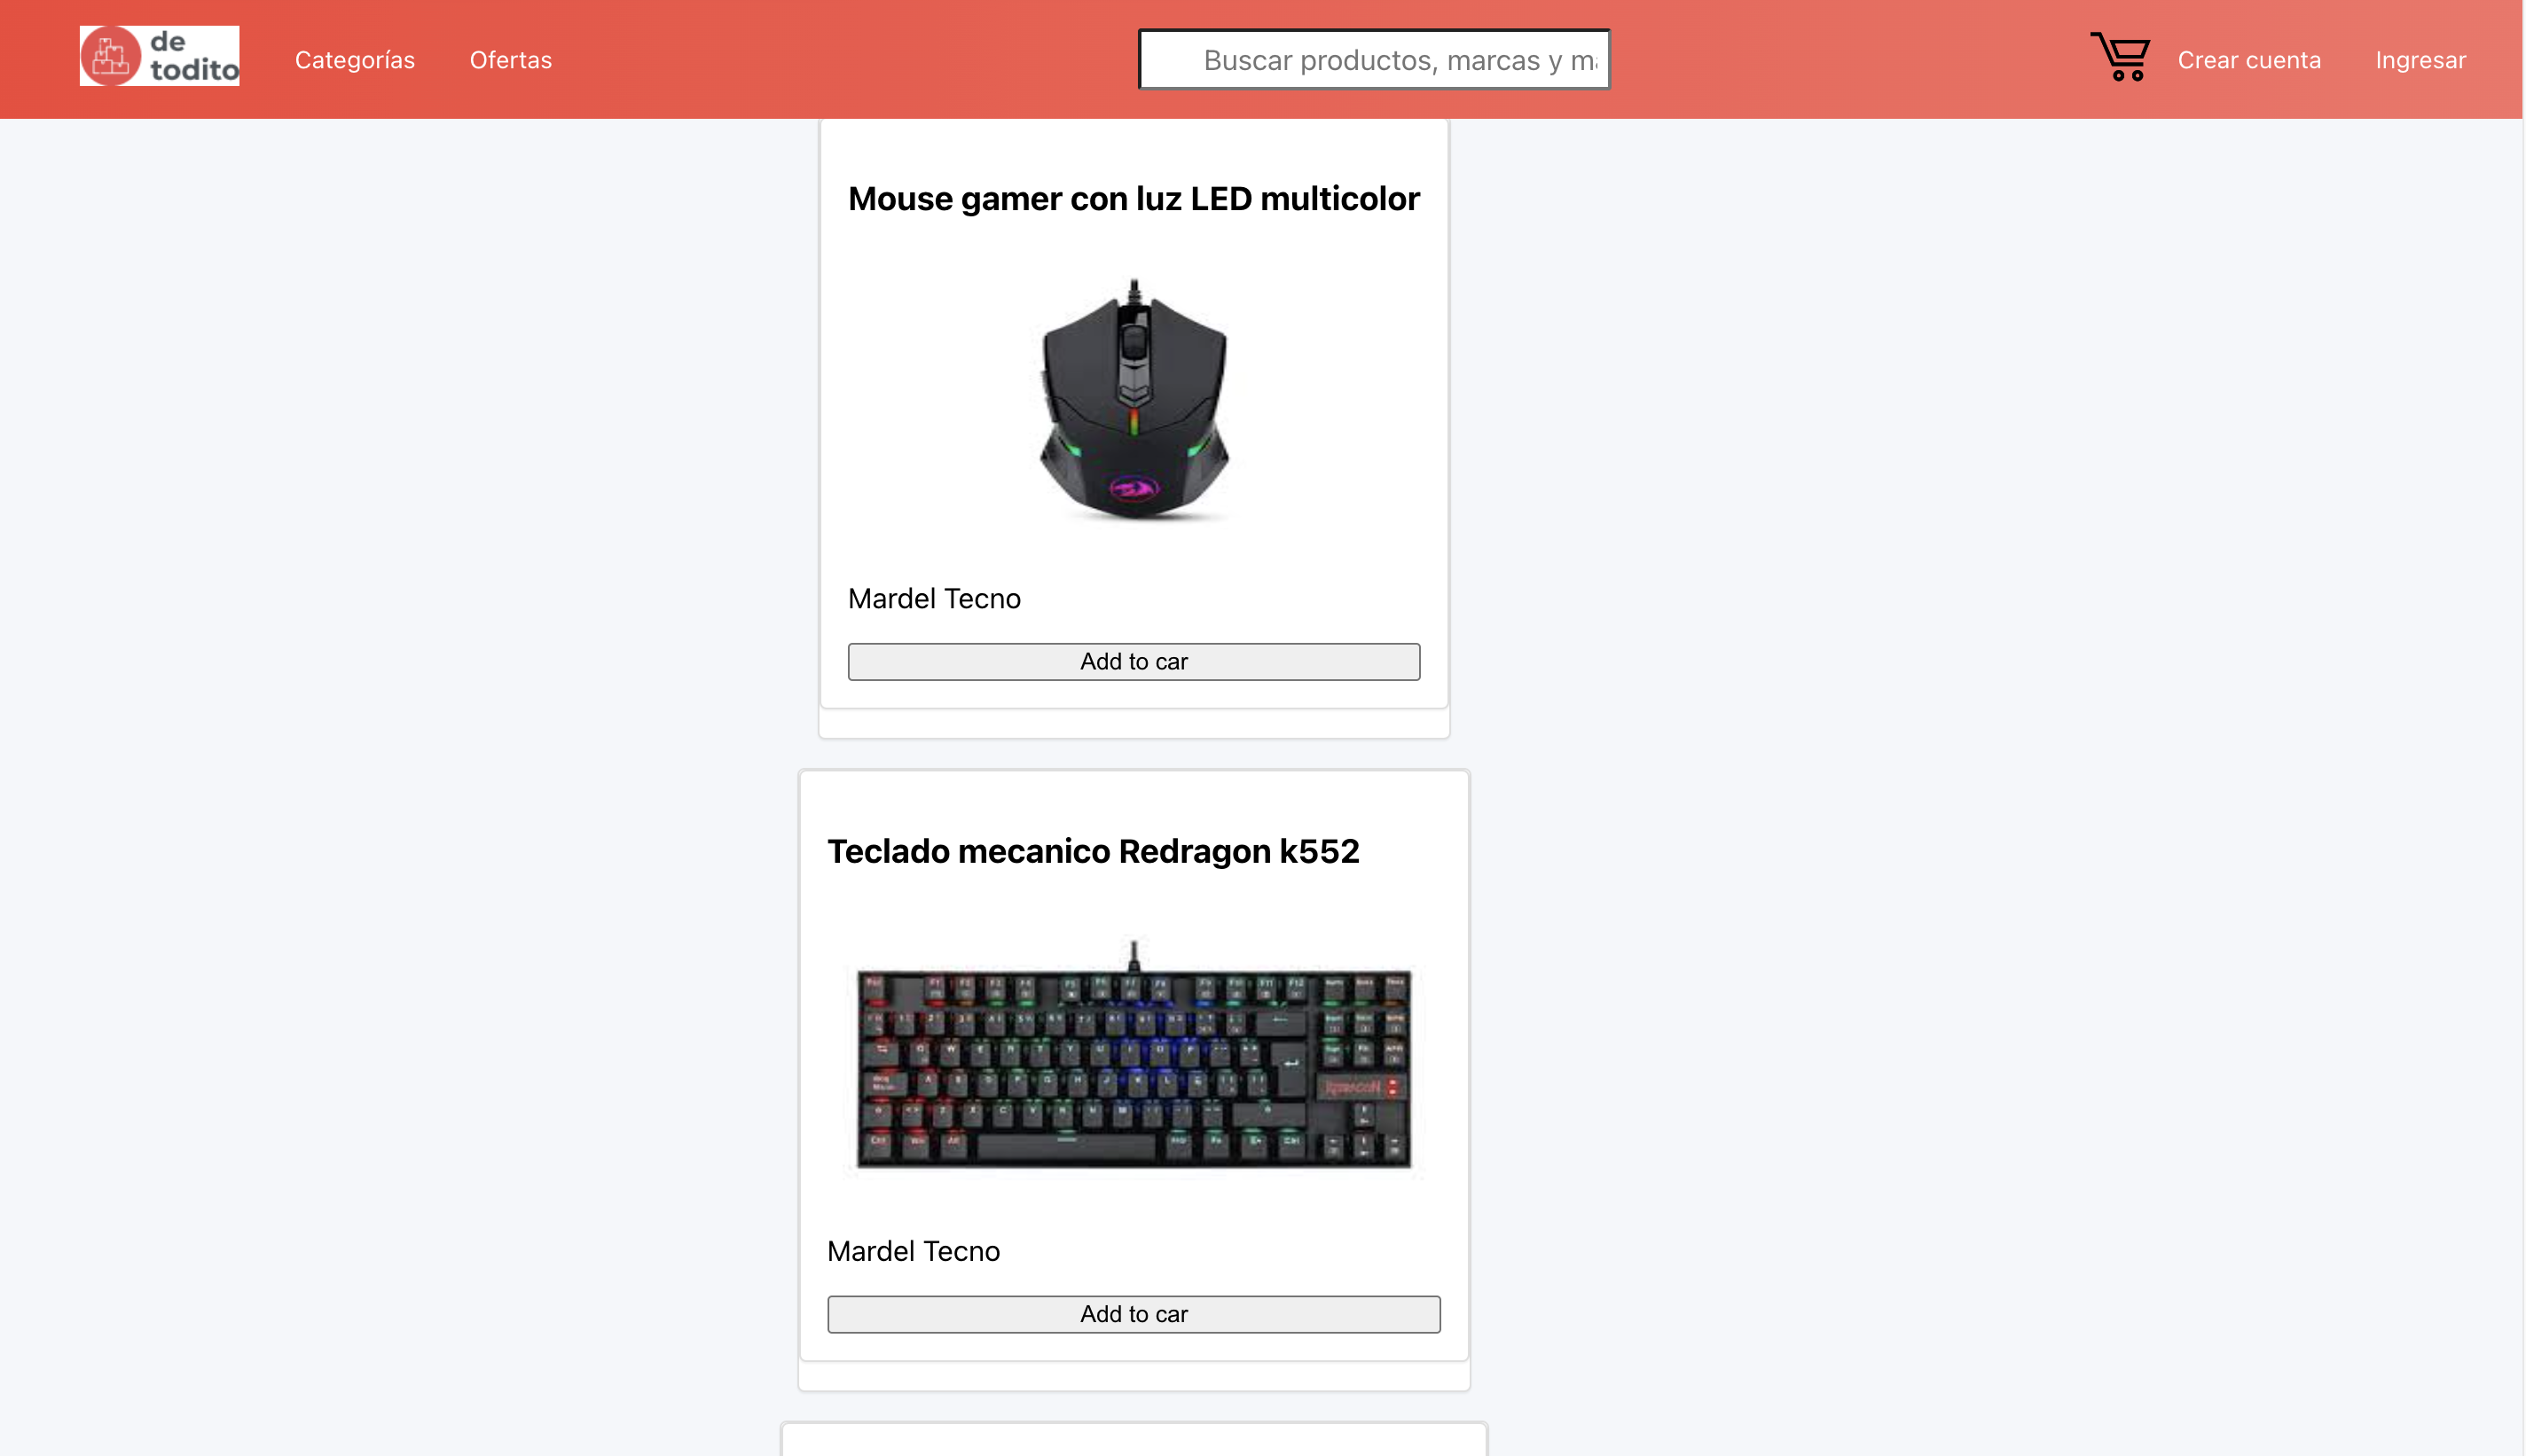 de
todito
Categorías
Ofertas
Buscar productos, marcas y m
Crear cuenta
Ingresar
Mouse gamer con luz LED multicolor
Mardel Tecno
Add to car
Teclado mecanico Redragon k552
Mardel Tecno
Add to car